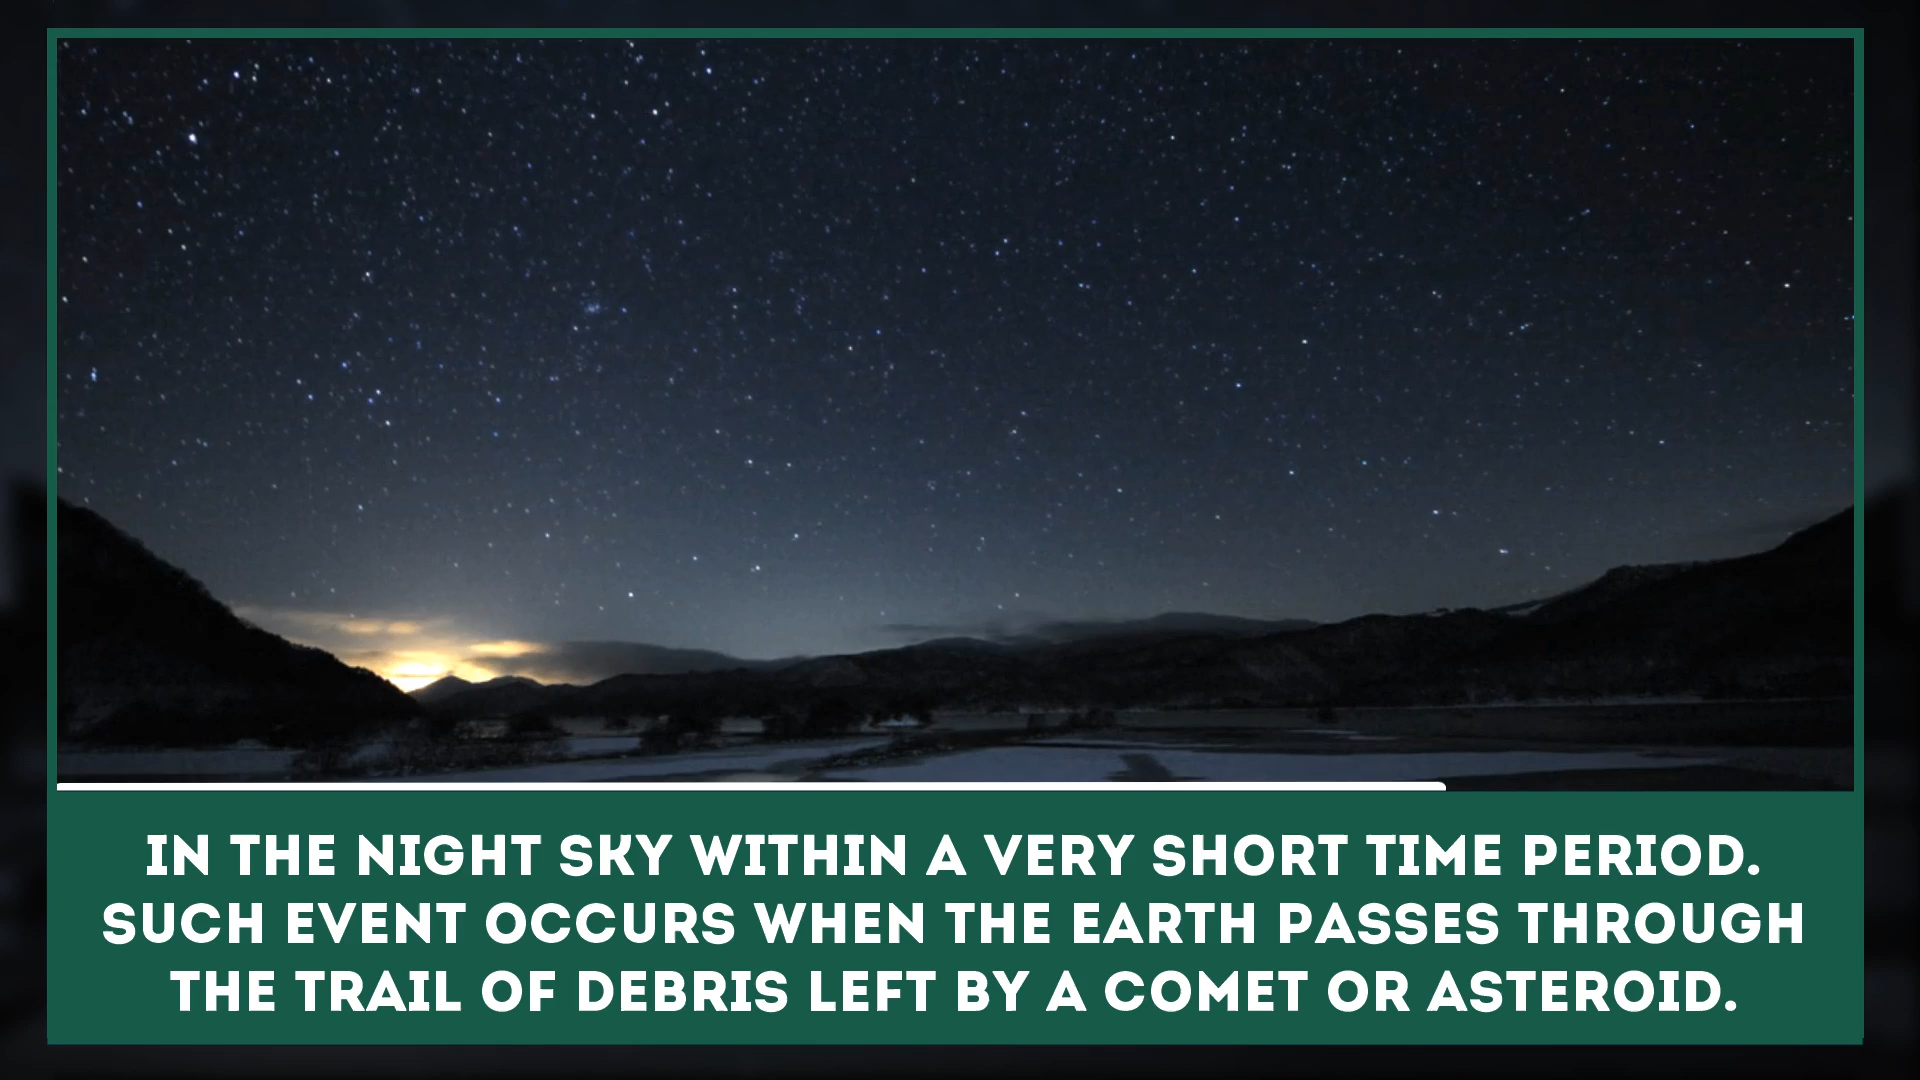 IN THE NIGHT SKY WITHIN A VERY SHORT TIME PERIOD.
SUCH EVENT OCCURS WHEN THE EARTH PASSES THROUGH
THE TRAIL OF DEBRIS LEFT BY A COMET OR ASTEROID.